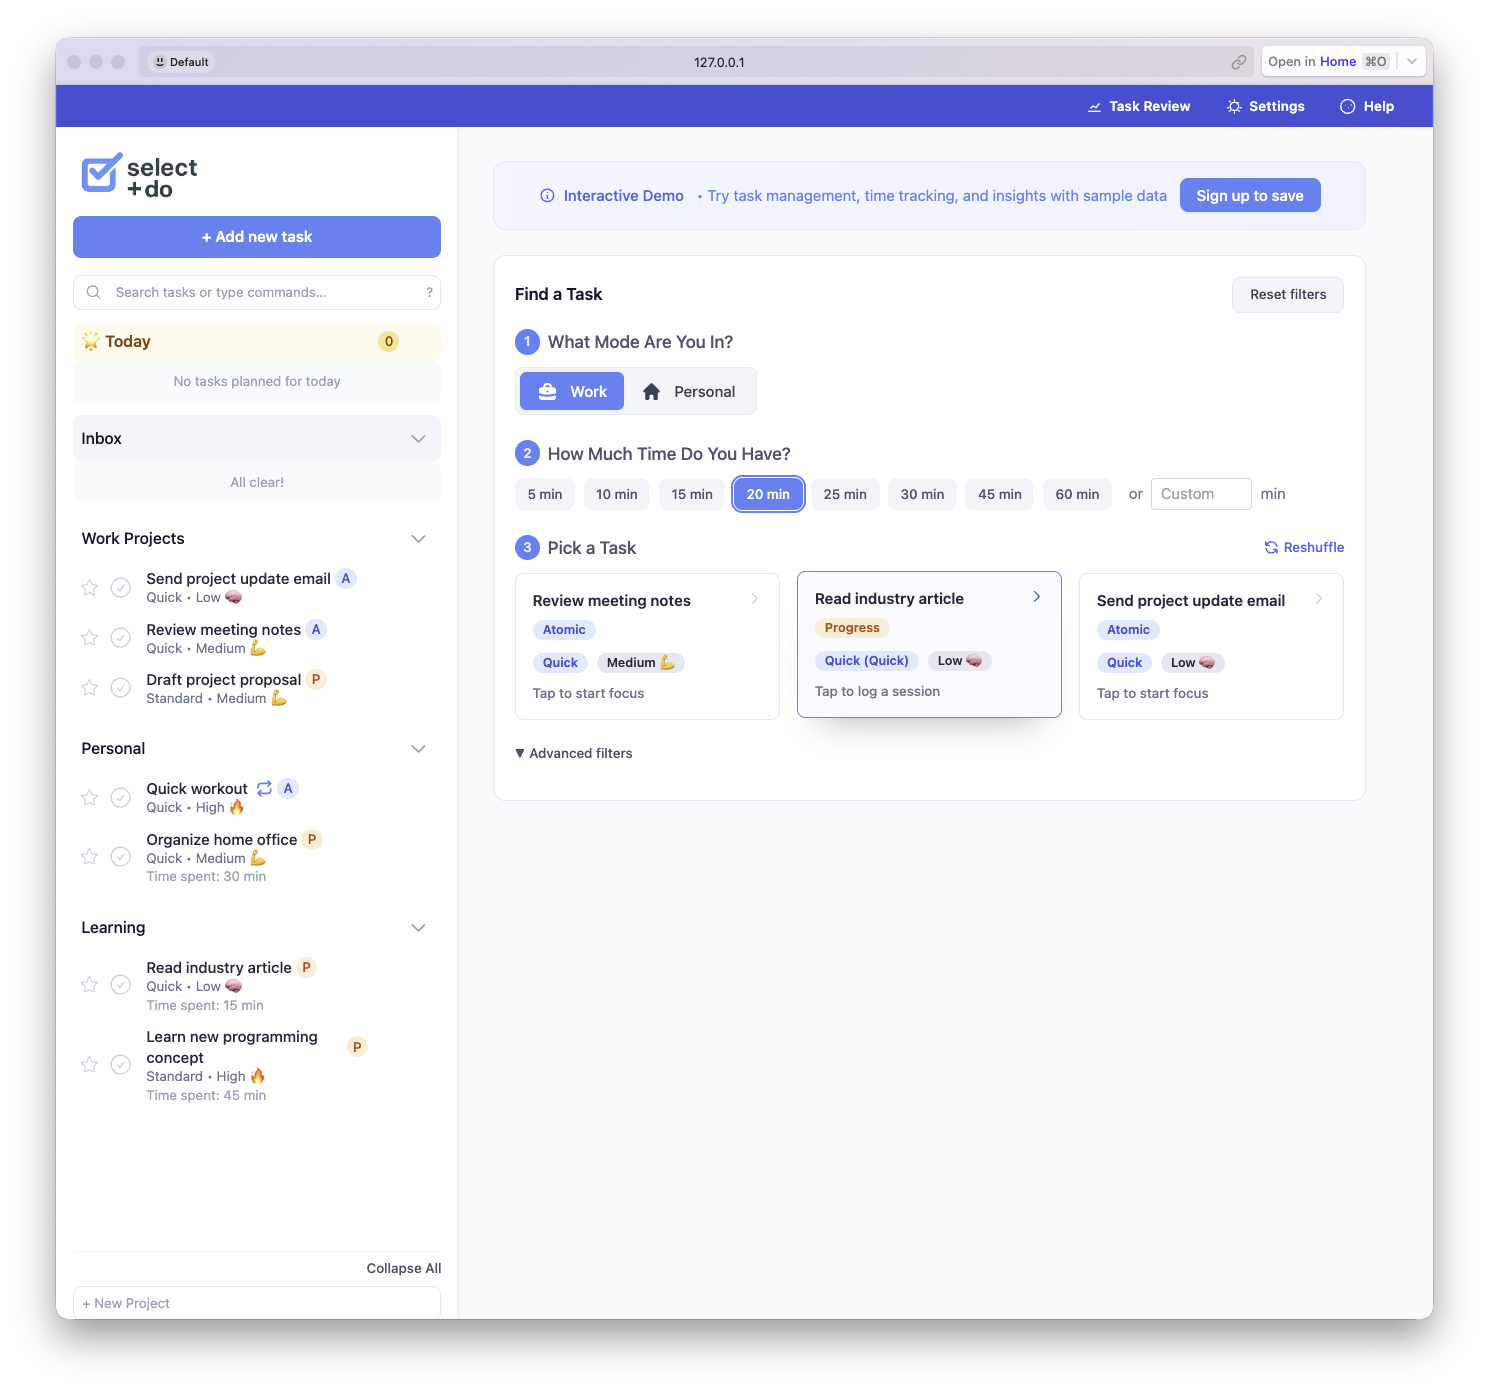 Default
127.0.0.1
Open in Home ⌘O
Task Review
Settings
Help
select
+do
+ Add new task
Search tasks or type commands...
?
Today
0
No tasks planned for today
Inbox
All clear!
Work Projects
Send project update email A
Quick • Low
Review meeting notes A
Quick • Medium
Draft project proposal P
Standard • Medium
Personal
Quick workout A
Quick • High
Organize home office P
Quick • Medium
Time spent: 30 min
Learning
Read industry article P
Quick • Low
Time spent: 15 min
Learn new programming
concept
P
Standard • High
Time spent: 45 min
Collapse All
+ New Project
Interactive Demo • Try task management, time tracking, and insights with sample data
Sign up to save
Find a Task
Reset filters
1 What Mode Are You In?
Work
Personal
2 How Much Time Do You Have?
5 min 10 min 15 min 20 min 25 min 30 min 45 min 60 min or Custom min
3 Pick a Task
Reshuffle
Review meeting notes
Atomic
Quick Medium
Tap to start focus
Read industry article
Progress
Quick (Quick) Low
Tap to log a session
Send project update email
Atomic
Quick Low
Tap to start focus
▼ Advanced filters